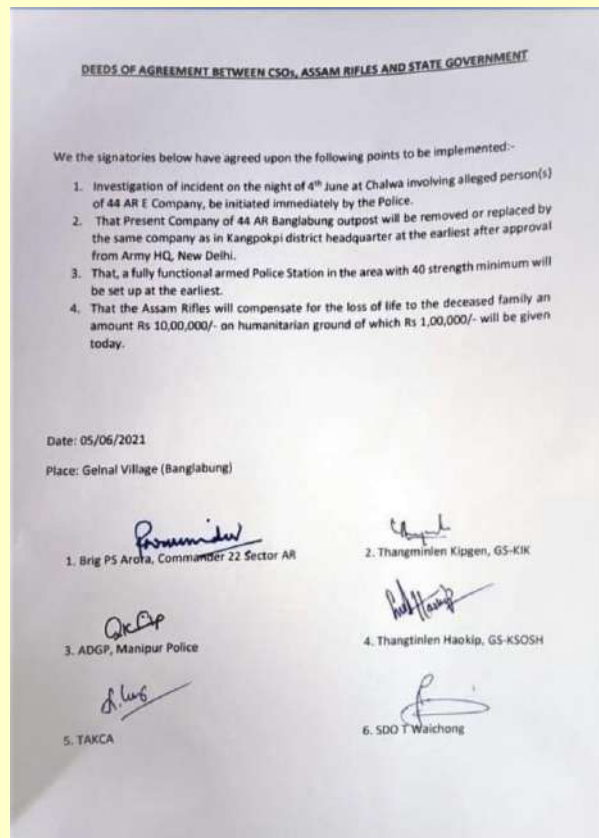 DEEDS OF AGREEMENT BETWEEN CSOs, ASSAM RIFLES AND STATE GOVERNMENT
We the signatories below have agreed upon the following points to be implemented:-
1. Investigation of incident on the night of 4th June at Chalwa involving alleged person(s)
of 44 AR E Company, be initiated immediately by the Police.
2. That Present Company of 44 AR Banglabung outpost will be removed or replaced by
the same company as in Kangpokpi district headquarter at the earliest after approval
from Army HQ, New Delhi.
3. That, a fully functional armed Police Station in the area with 40 strength minimum will
be set up at the earliest.
4. That the Assam Rifles will compensate for the loss of life to the deceased family an
amount Rs 10,00,000/- on humanitarian ground of which Rs 1,00,000/- will be given
today.
Date: 05/06/2021
Place: Gelnal Village (Banglabung)
1. Brig PS Arora, Commander 22 Sector AR
2. Thangminlen Kipgen, GS-KIK
3. ADGP, Manipur Police
4. Thangtinlen Haokip, GS-KSOSH
5. TAKCA
6. SDO T Waichong